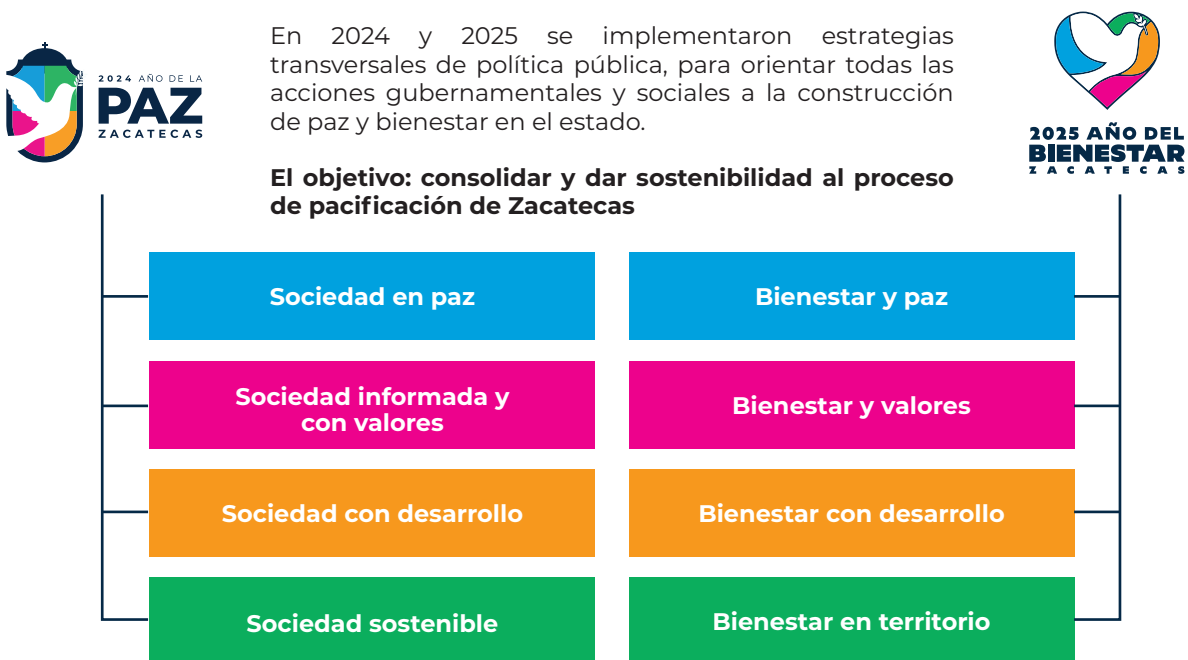 2024 AÑO DE LA
PAZ
ZACATECAS
En 2024 y 2025 se implementaron estrategias
transversales de política pública, para orientar todas las
acciones gubernamentales y sociales a la construcción
de paz y bienestar en el estado.
El objetivo: consolidar y dar sostenibilidad al proceso
de pacificación de Zacatecas
2025 AÑO DEL
BIENESTAR
ZACATECAS
Sociedad en paz
Sociedad informada y
con valores
Sociedad con desarrollo
Sociedad sostenible
Bienestar y paz
Bienestar y valores
Bienestar con desarrollo
Bienestar en territorio